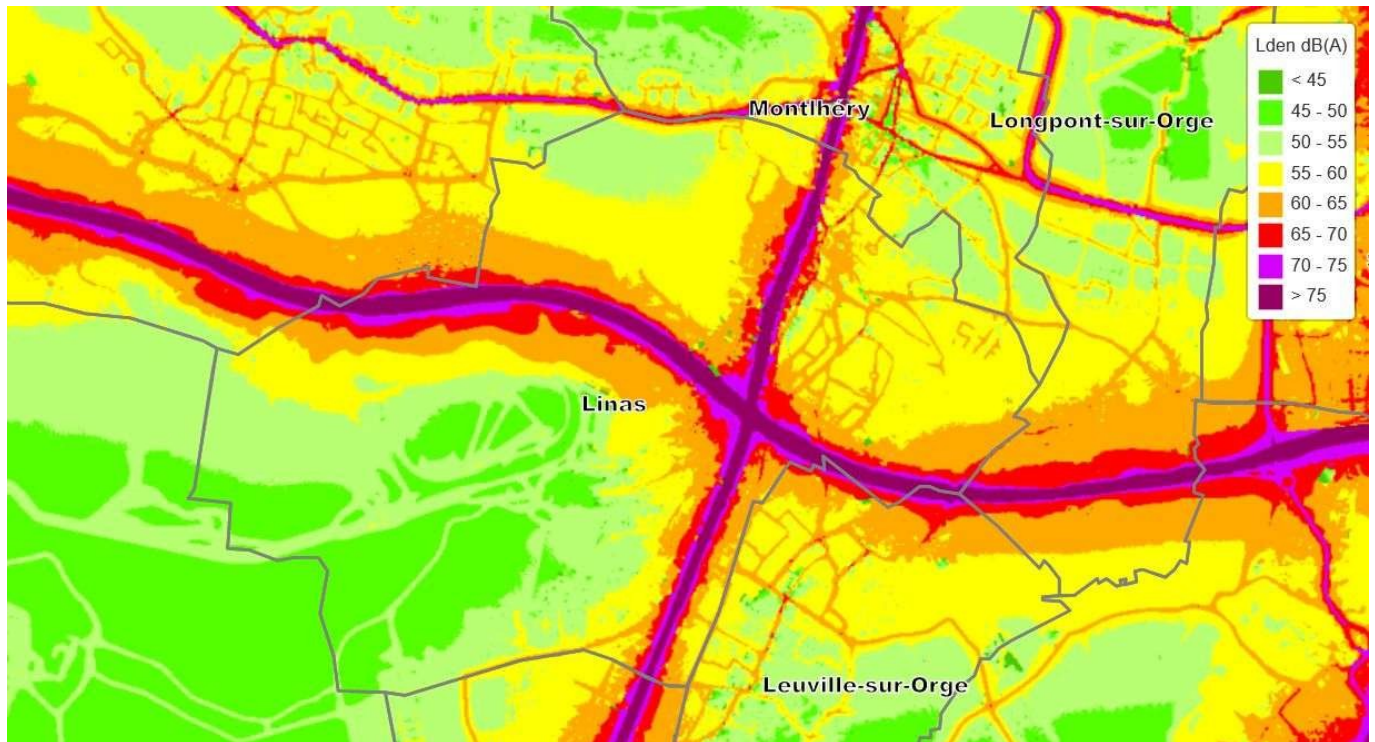 Lden dB(A)
< 45
45 - 50
50 - 55
55 - 60
60 - 65
65 - 70
70 - 75
> 75
Montlhéry
Longpont-sur-Orge
Linas
Leuville-sur-Orge